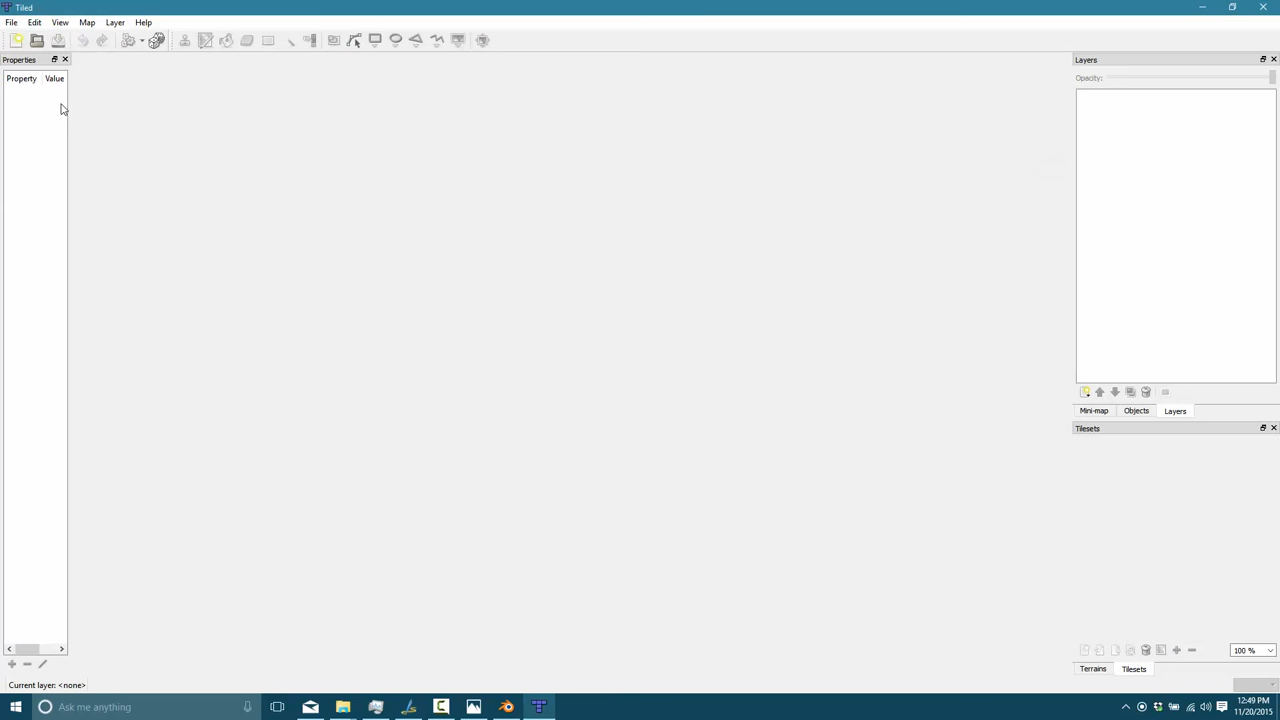 Tiled
File Edit View Map Layer Help
Properties
Property Value
Layers
Opacity:
Mini-map Objects Layers
Tilesets
100 %
Terrains Tilesets
Current layer: <none>
Ask me anything
12:49 PM
11/20/2015